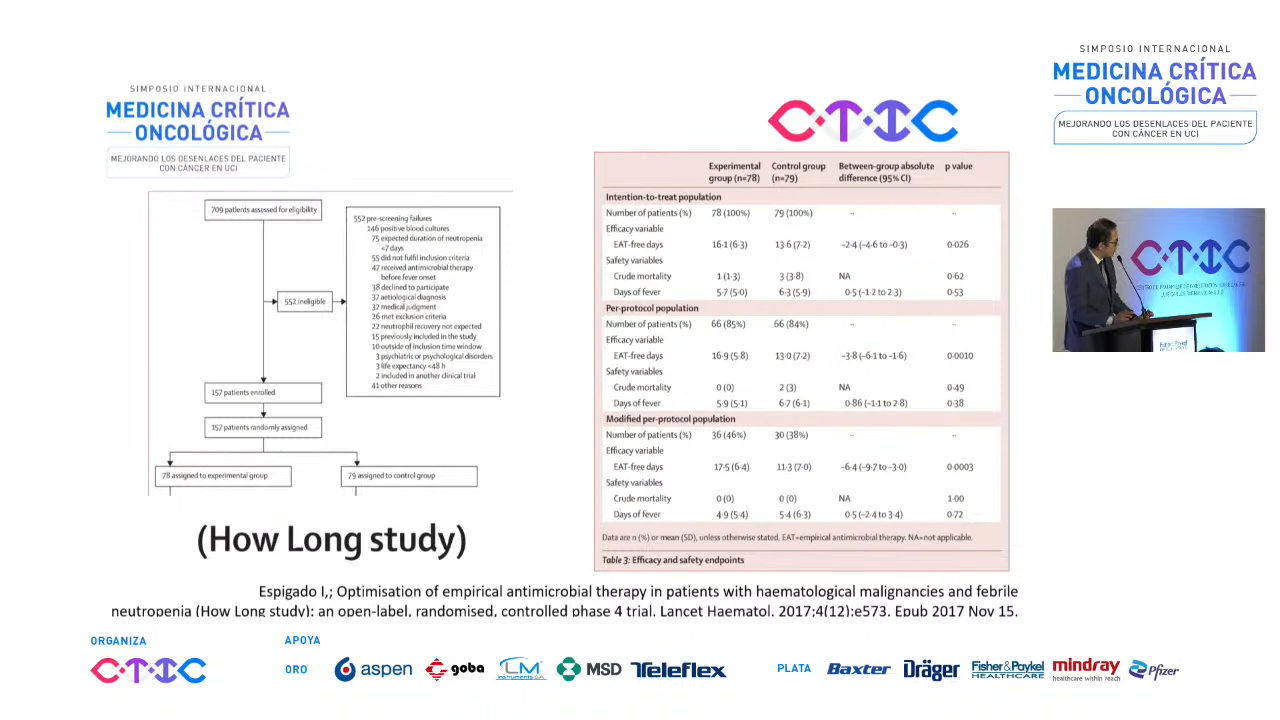 SIMPOSIO INTERNACIONAL
MEDICINA CRÍTICA
ONCOLÓGICA
MEJORANDO LOS DESENLACES DEL PACIENTE
CON CÁNCER EN UCI
709 patients assessed for eligibility
552 pre-screening failures
146 positive blood cultures
75 expected duration of neutropenia
<7 days
55 did not fulfil inclusion criteria
47 received antimicrobial therapy
before fever onset
38 declined to participate
37 aetiological diagnosis
32 medical judgment
26 met exclusion criteria
22 neutrophil recovery not expected
15 previously included in the study
10 outside of inclusion time window
3 psychiatric or psychological disorders
3 life expectancy <48 h
2 included in another clinical trial
41 other reasons
552 ineligible
157 patients enrolled
157 patients randomly assigned
78 assigned to experimental group
79 assigned to control group
(How Long study)
CTIC
Experimental group (n=78) Control group (n=79) Between-group absolute difference (95% CI) p value
Intention-to-treat population
Number of patients (%) 78 (100%) 79 (100%) ·· ··
Efficacy variable
EAT-free days 16·1 (6·3) 13·6 (7·2) –2·4 (–4·6 to –0·3) 0·026
Safety variables
Crude mortality 1 (1·3) 3 (3·8) NA 0·62
Days of fever 5·7 (5·0) 6·3 (5·9) 0·5 (–1·2 to 2·3) 0·53
Per-protocol population
Number of patients (%) 66 (85%) 66 (84%) ·· ··
Efficacy variable
EAT-free days 16·9 (5·8) 13·0 (7·2) –3·8 (–6·1 to –1·6) 0·0010
Safety variables
Crude mortality 0 (0) 2 (3) NA 0·49
Days of fever 5·9 (5·1) 6·7 (6·1) 0·86 (–1·1 to 2·8) 0·38
Modified per-protocol population
Number of patients (%) 36 (46%) 30 (38%) ·· ··
Efficacy variable
EAT-free days 17·5 (6·4) 11·3 (7·0) –6·4 (–9·7 to –3·0) 0·0003
Safety variables
Crude mortality 0 (0) 0 (0) NA 1·00
Days of fever 4·9 (5·4) 5·4 (6·3) 0·5 (–2·4 to 3·4) 0·72
Data are n (%) or mean (SD), unless otherwise stated. EAT=empirical antimicrobial therapy. NA=not applicable.
Table 3: Efficacy and safety endpoints
Espigado I,; Optimisation of empirical antimicrobial therapy in patients with haematological malignancies and febrile
neutropenia (How Long study): an open-label, randomised, controlled phase 4 trial. Lancet Haematol. 2017;4(12):e573. Epub 2017 Nov 15.
SIMPOSIO INTERNACIONAL
MEDICINA CRÍTICA
ONCOLÓGICA
MEJORANDO LOS DESENLACES DEL PACIENTE
CON CÁNCER EN UCI
CTIC
Fisher&Paykel
ORGANIZA
CTIC
APOYA
ORO aspen goba LM Instruments S.A. MSD Teleflex
PLATA Baxter Dräger Fisher&Paykel HEALTHCARE mindray healthcare within reach Pfizer